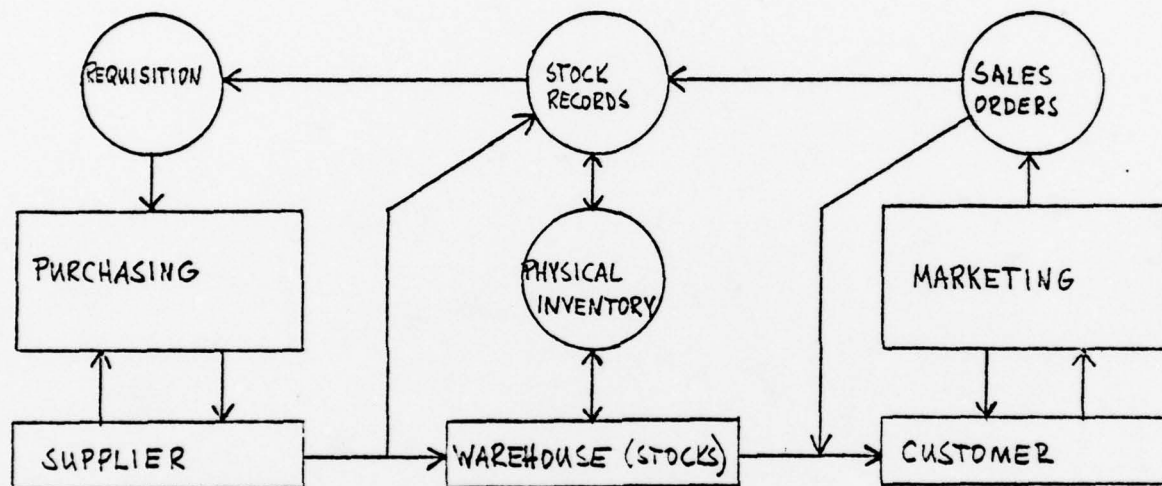 REQUISITION
STOCK
RECORDS
SALES
ORDERS
PURCHASING
PHYSICAL
INVENTORY
MARKETING
SUPPLIER
WAREHOUSE (STOCKS)
CUSTOMER